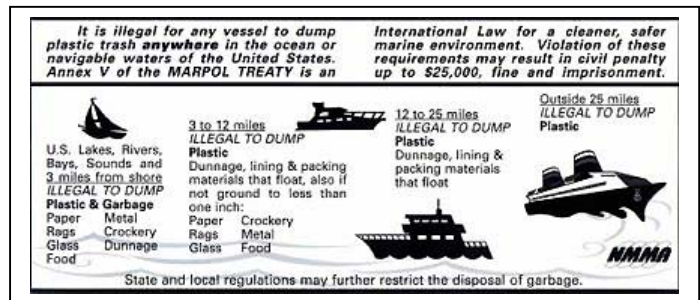 It is illegal for any vessel to dump
plastic trash anywhere in the ocean or
navigable waters of the United States.
Annex V of the MARPOL TREATY is an
International Law for a cleaner, safer
marine environment. Violation of these
requirements may result in civil penalty
up to $25,000, fine and imprisonment.
U.S. Lakes, Rivers,
Bays, Sounds and
3 miles from shore
ILLEGAL TO DUMP
Plastic & Garbage
Paper Metal
Rags Crockery
Glass Dunnage
Food
3 to 12 miles
ILLEGAL TO DUMP
Plastic
Dunnage, lining & packing
materials that float, also if
not ground to less than
one inch:
Paper Crockery
Rags Metal
Glass Food
12 to 25 miles
ILLEGAL TO DUMP
Plastic
Dunnage, lining &
packing materials
that float
Outside 25 miles
ILLEGAL TO DUMP
Plastic
NMMA
State and local regulations may further restrict the disposal of garbage.